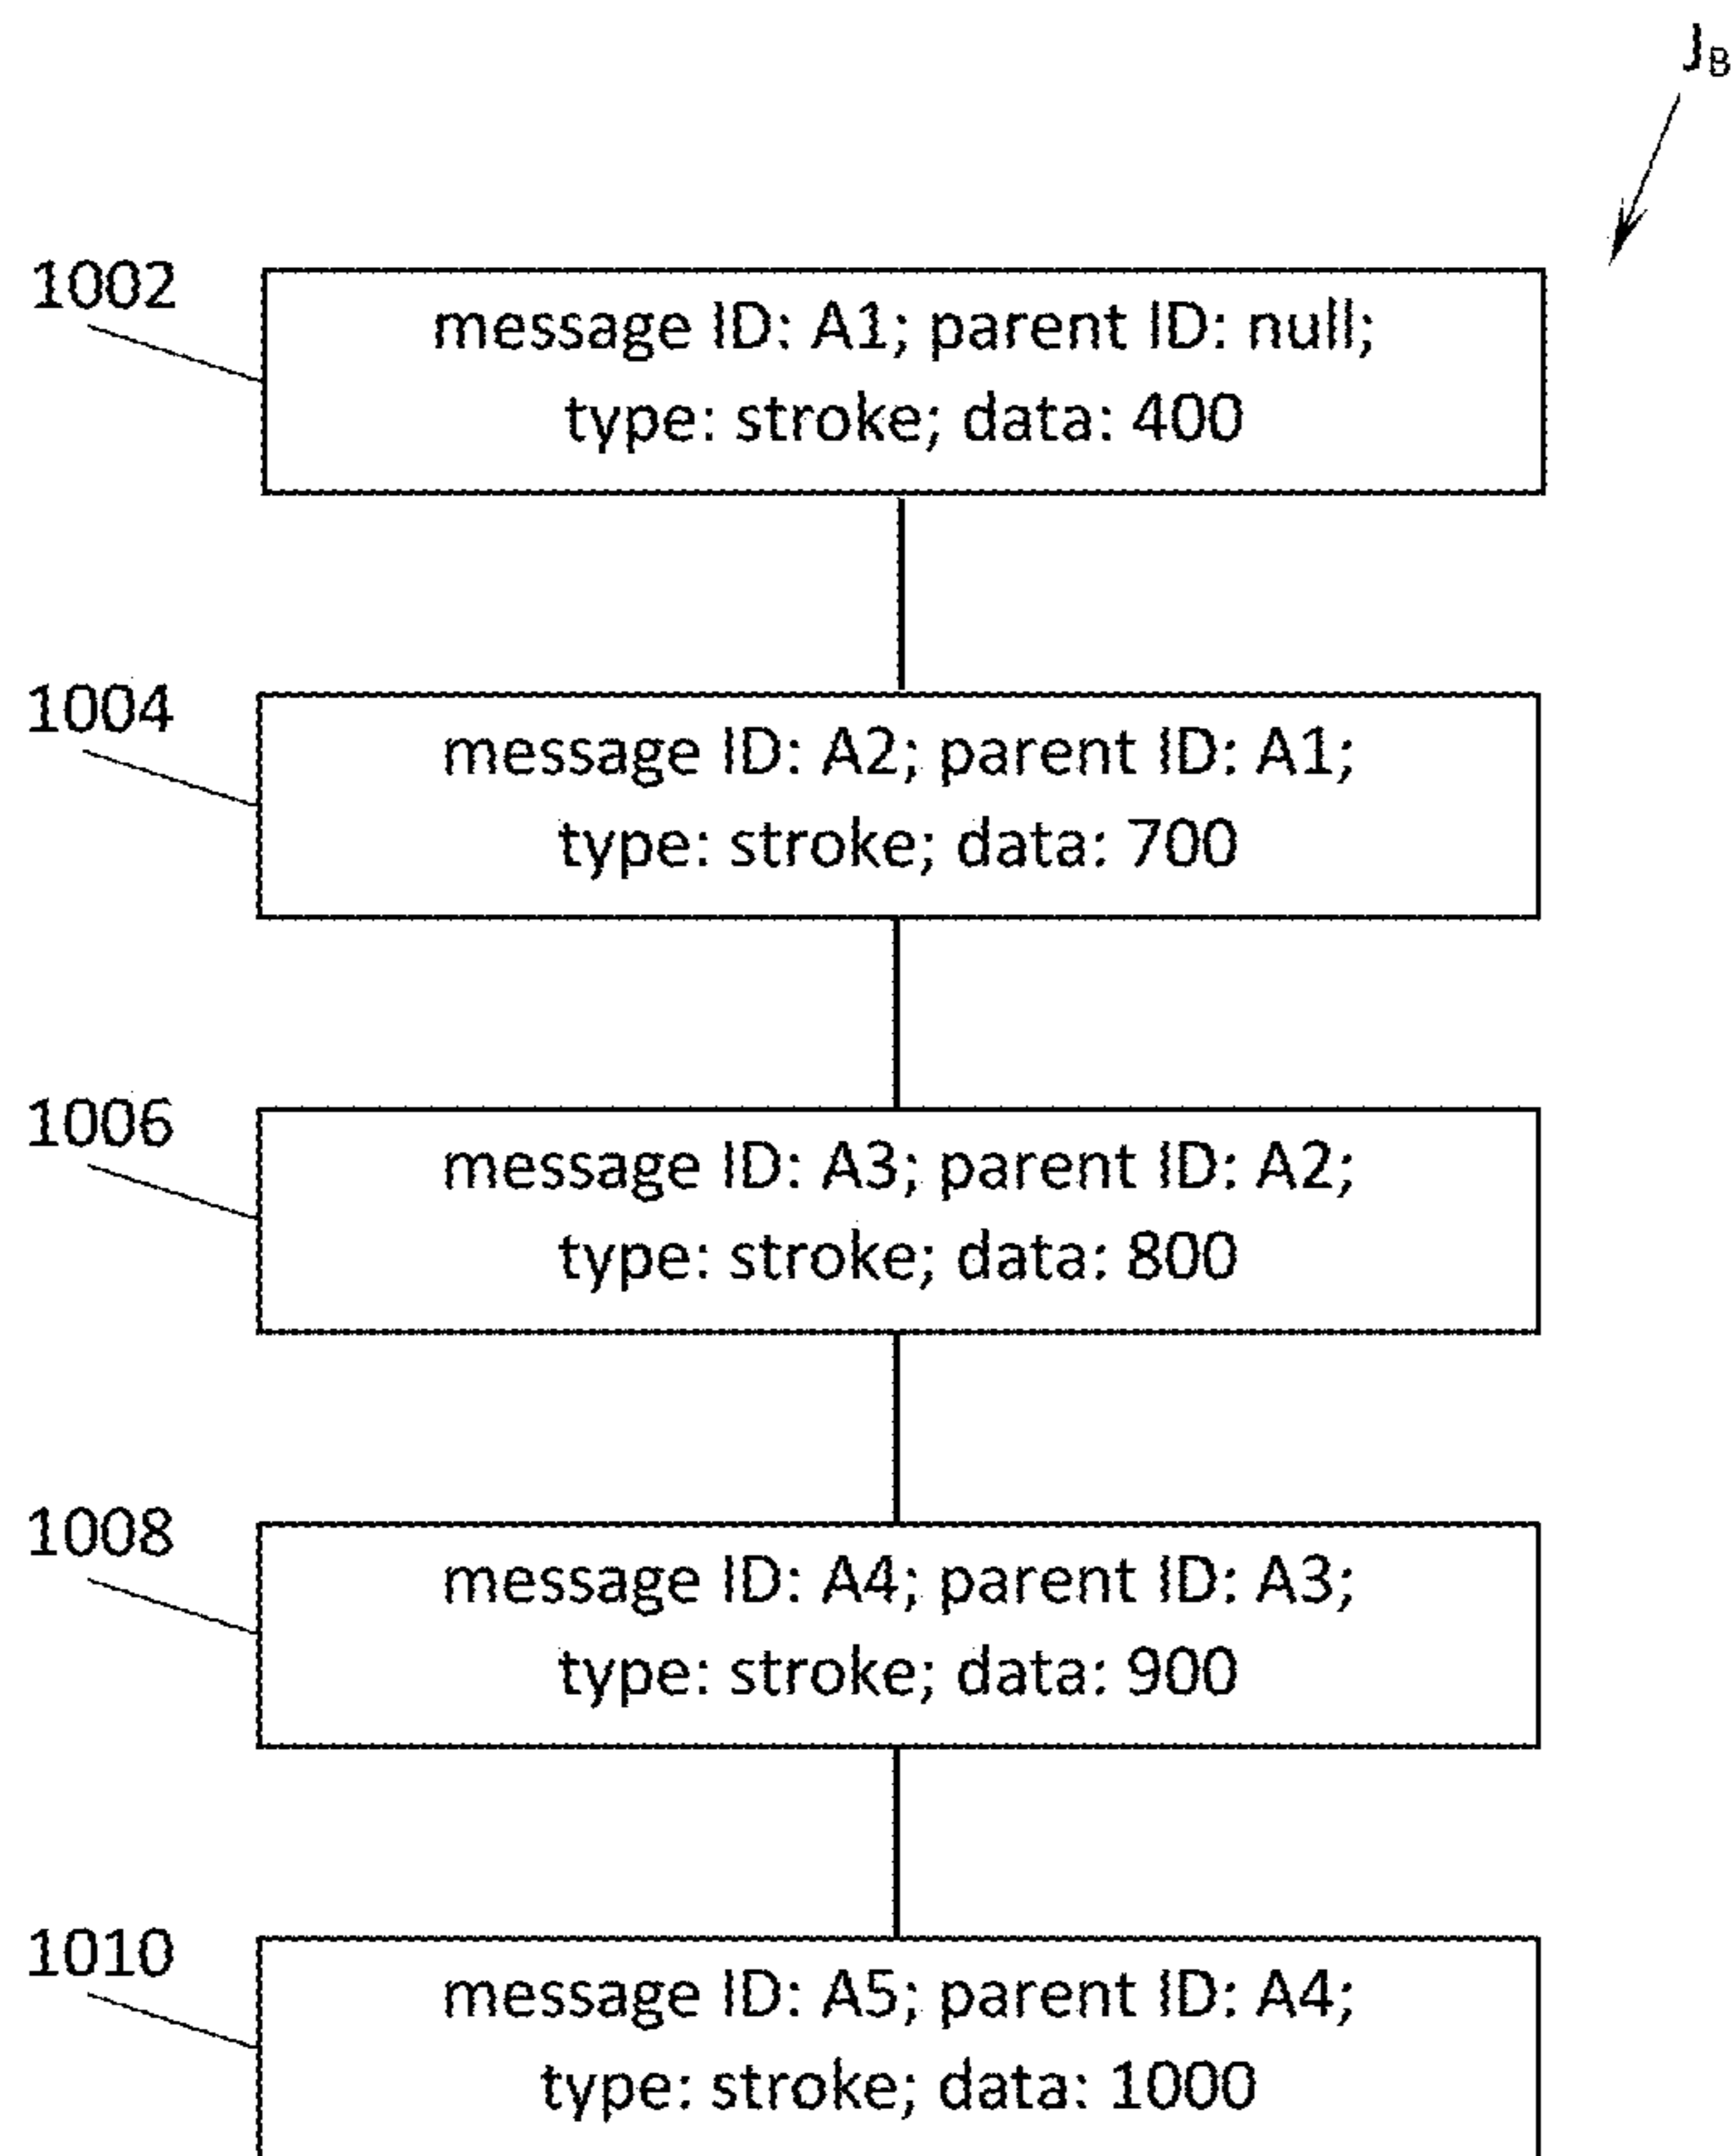 J_B
1002
message ID: A1; parent ID: null;
type: stroke; data: 400
1004
message ID: A2; parent ID: A1;
type: stroke; data: 700
1006
message ID: A3; parent ID: A2;
type: stroke; data: 800
1008
message ID: A4; parent ID: A3;
type: stroke; data: 900
1010
message ID: A5; parent ID: A4;
type: stroke; data: 1000